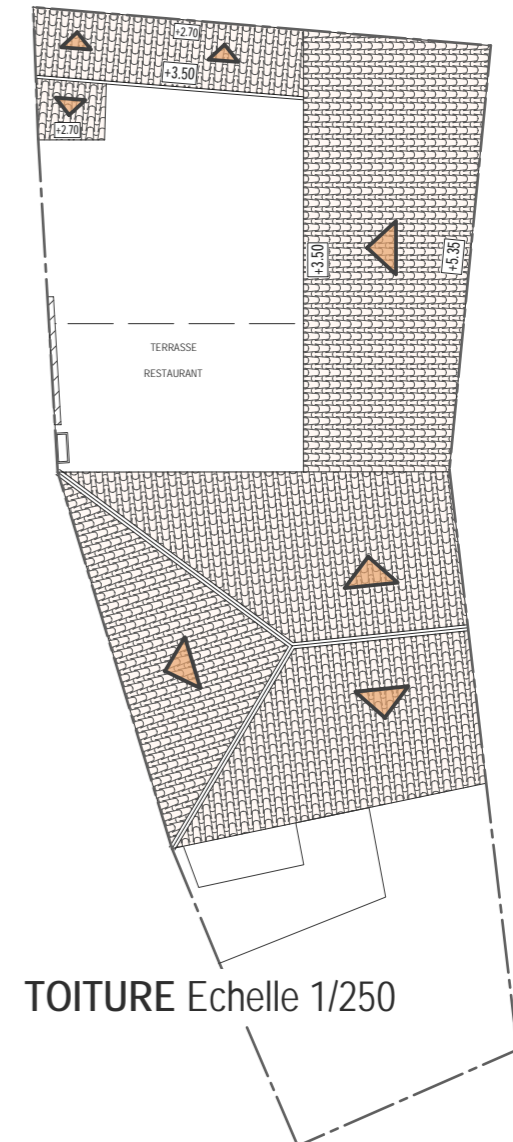 +2.70
+3.50
+2.70
+3.50
+5.35
TERRASSE
RESTAURANT
TOITURE Echelle 1/250